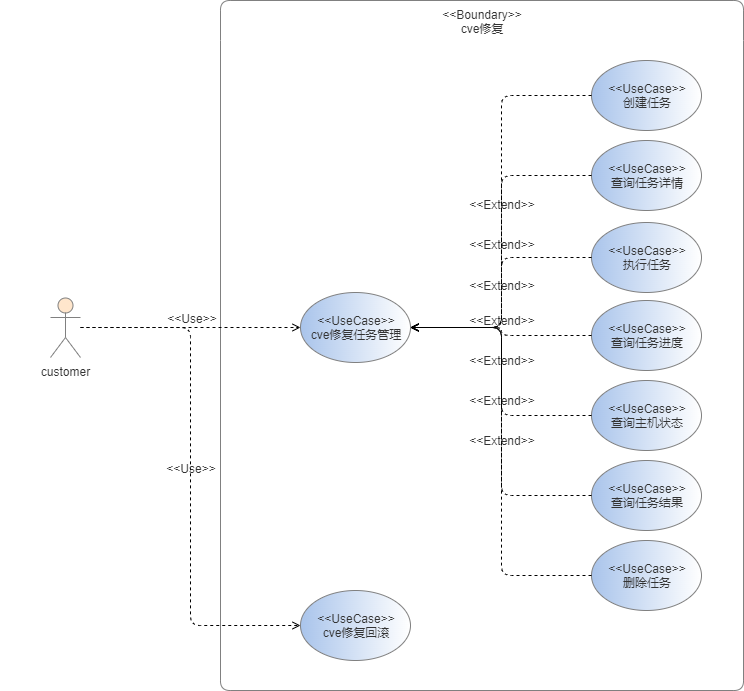 <<Boundary>>
cve修复
<<UseCase>>
创建任务
<<UseCase>>
查询任务详情
<<Extend>>
<<Extend>>
<<UseCase>>
执行任务
<<Extend>>
<<Use>>
<<UseCase>>
cve修复任务管理
<<Extend>>
<<UseCase>>
查询任务进度
<<Extend>>
customer
<<Extend>>
<<UseCase>>
查询主机状态
<<Extend>>
<<Use>>
<<UseCase>>
查询任务结果
<<UseCase>>
删除任务
<<UseCase>>
cve修复回滚